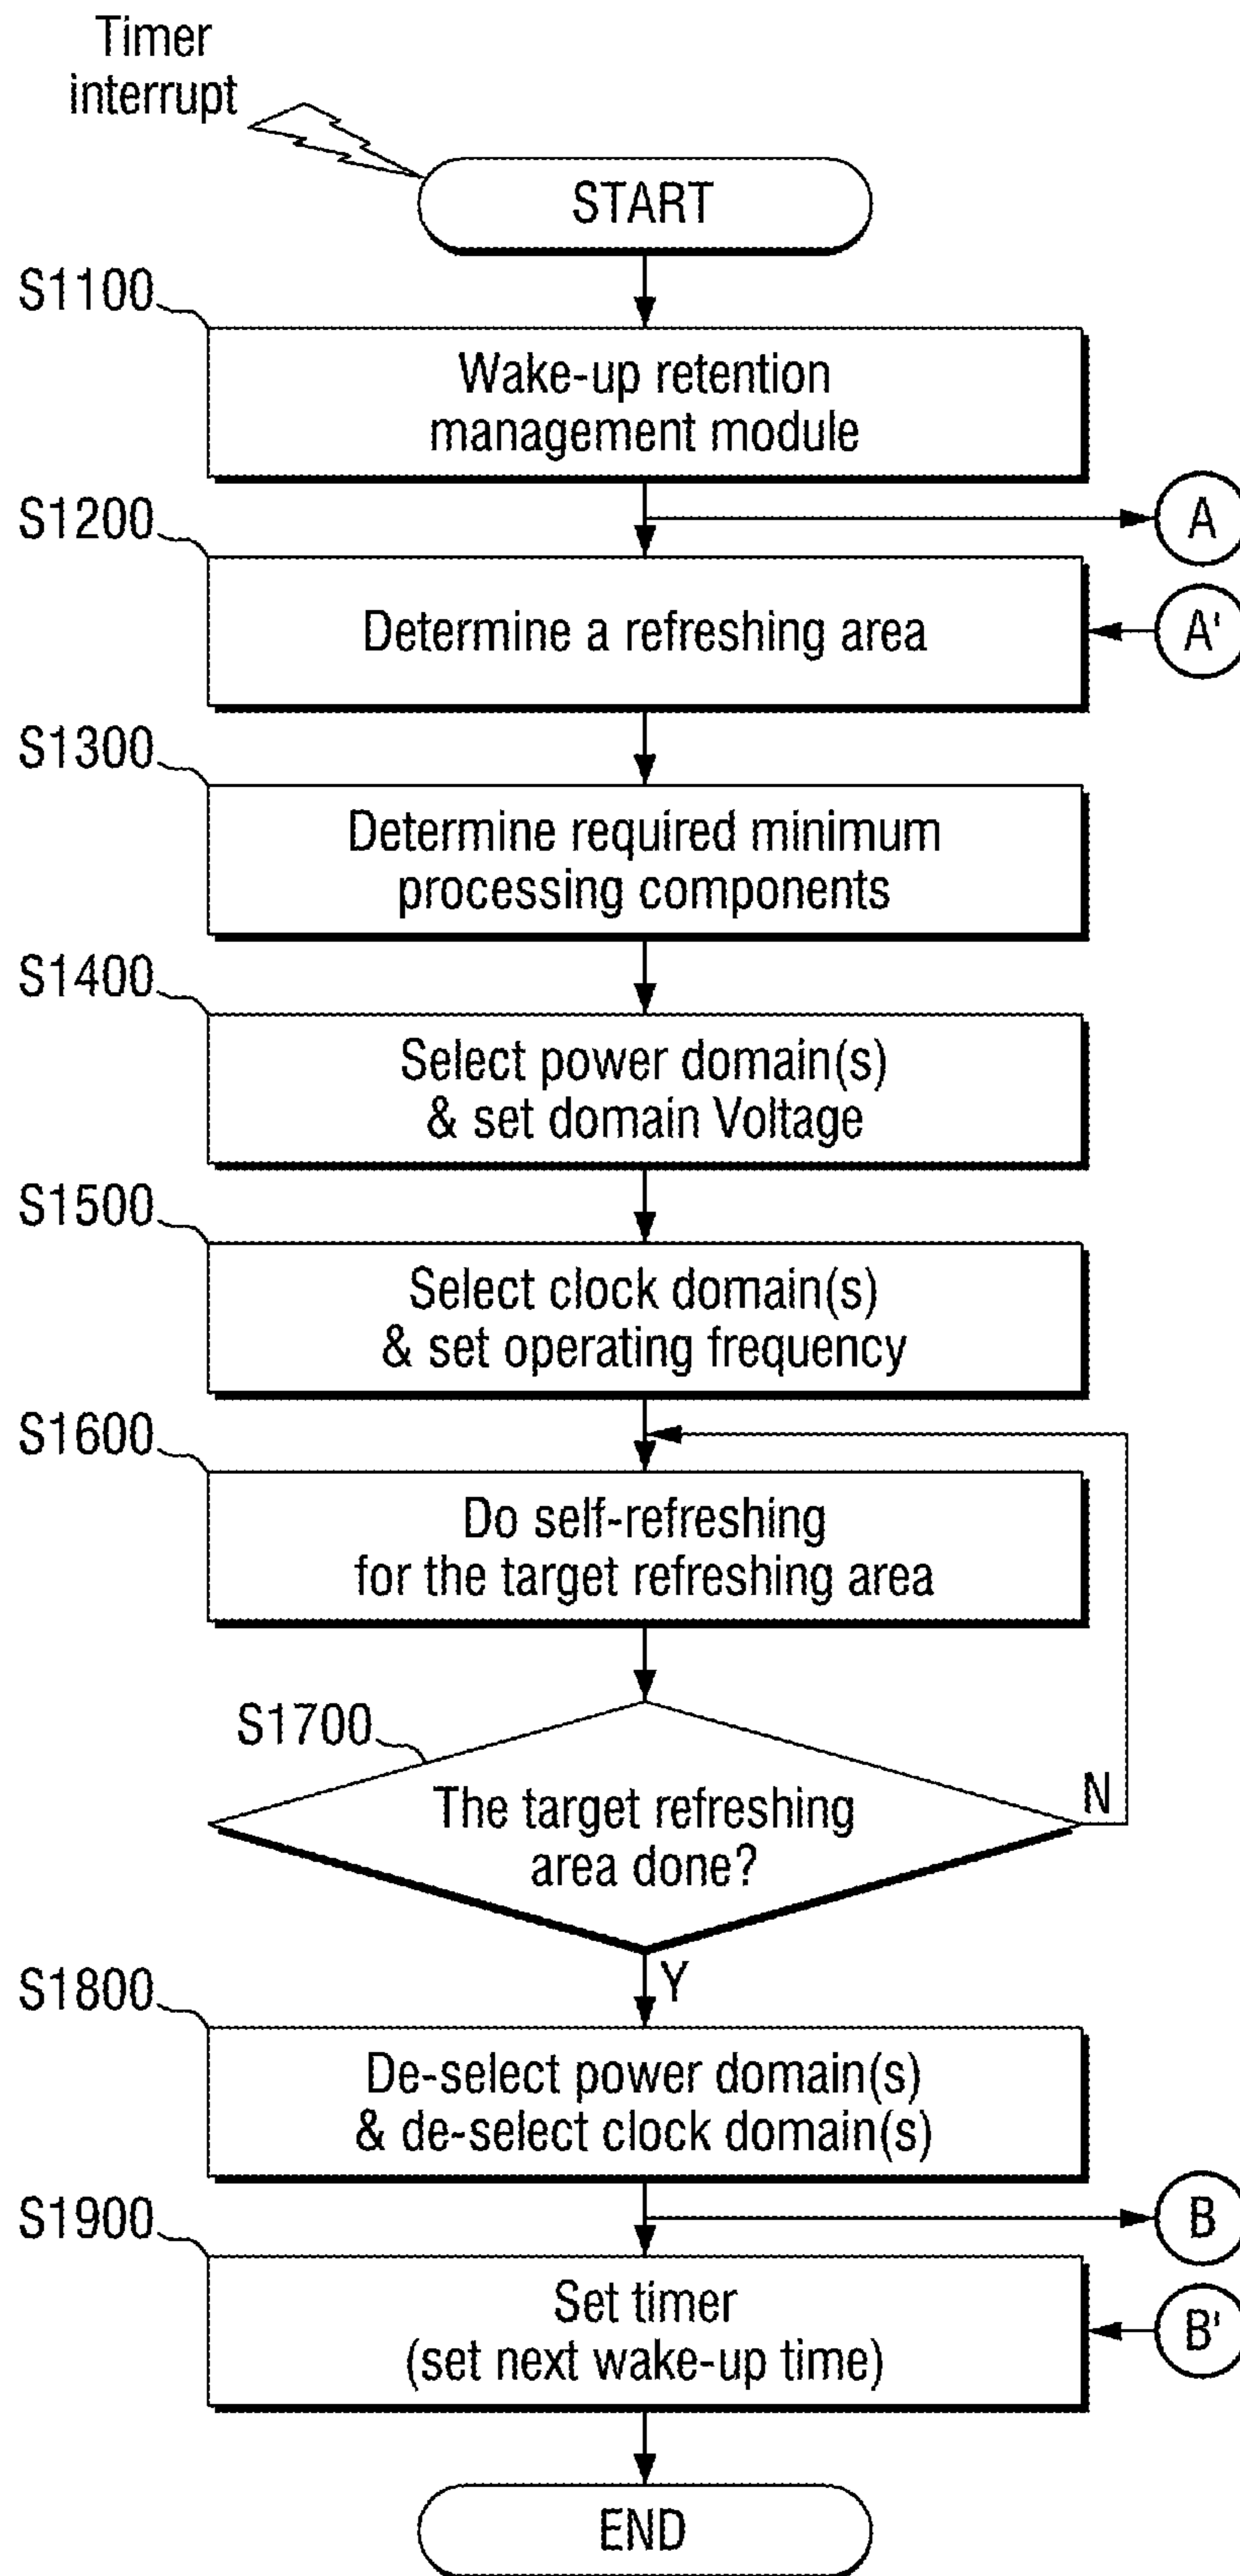 Timer
interrupt
START
S1100
Wake-up retention
management module
A
S1200
Determine a refreshing area
A'
S1300
Determine required minimum
processing components
S1400
Select power domain(s)
& set domain Voltage
S1500
Select clock domain(s)
& set operating frequency
S1600
Do self-refreshing
for the target refreshing area
S1700
The target refreshing
area done?
N
Y
S1800
De-select power domain(s)
& de-select clock domain(s)
B
S1900
Set timer
(set next wake-up time)
B'
END